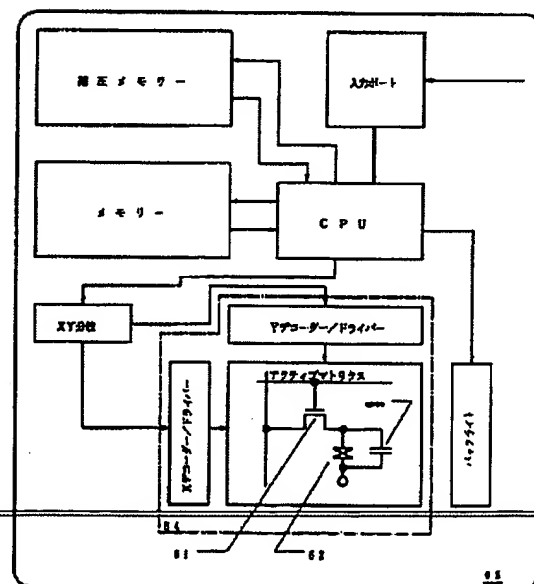 補正メモリー
入力ポート
メモリー
CPU
XY分岐
Yデコーダー/ドライバー
アクティブマトリクス
Xデコーダー/ドライバー
バックライト
64
61
62